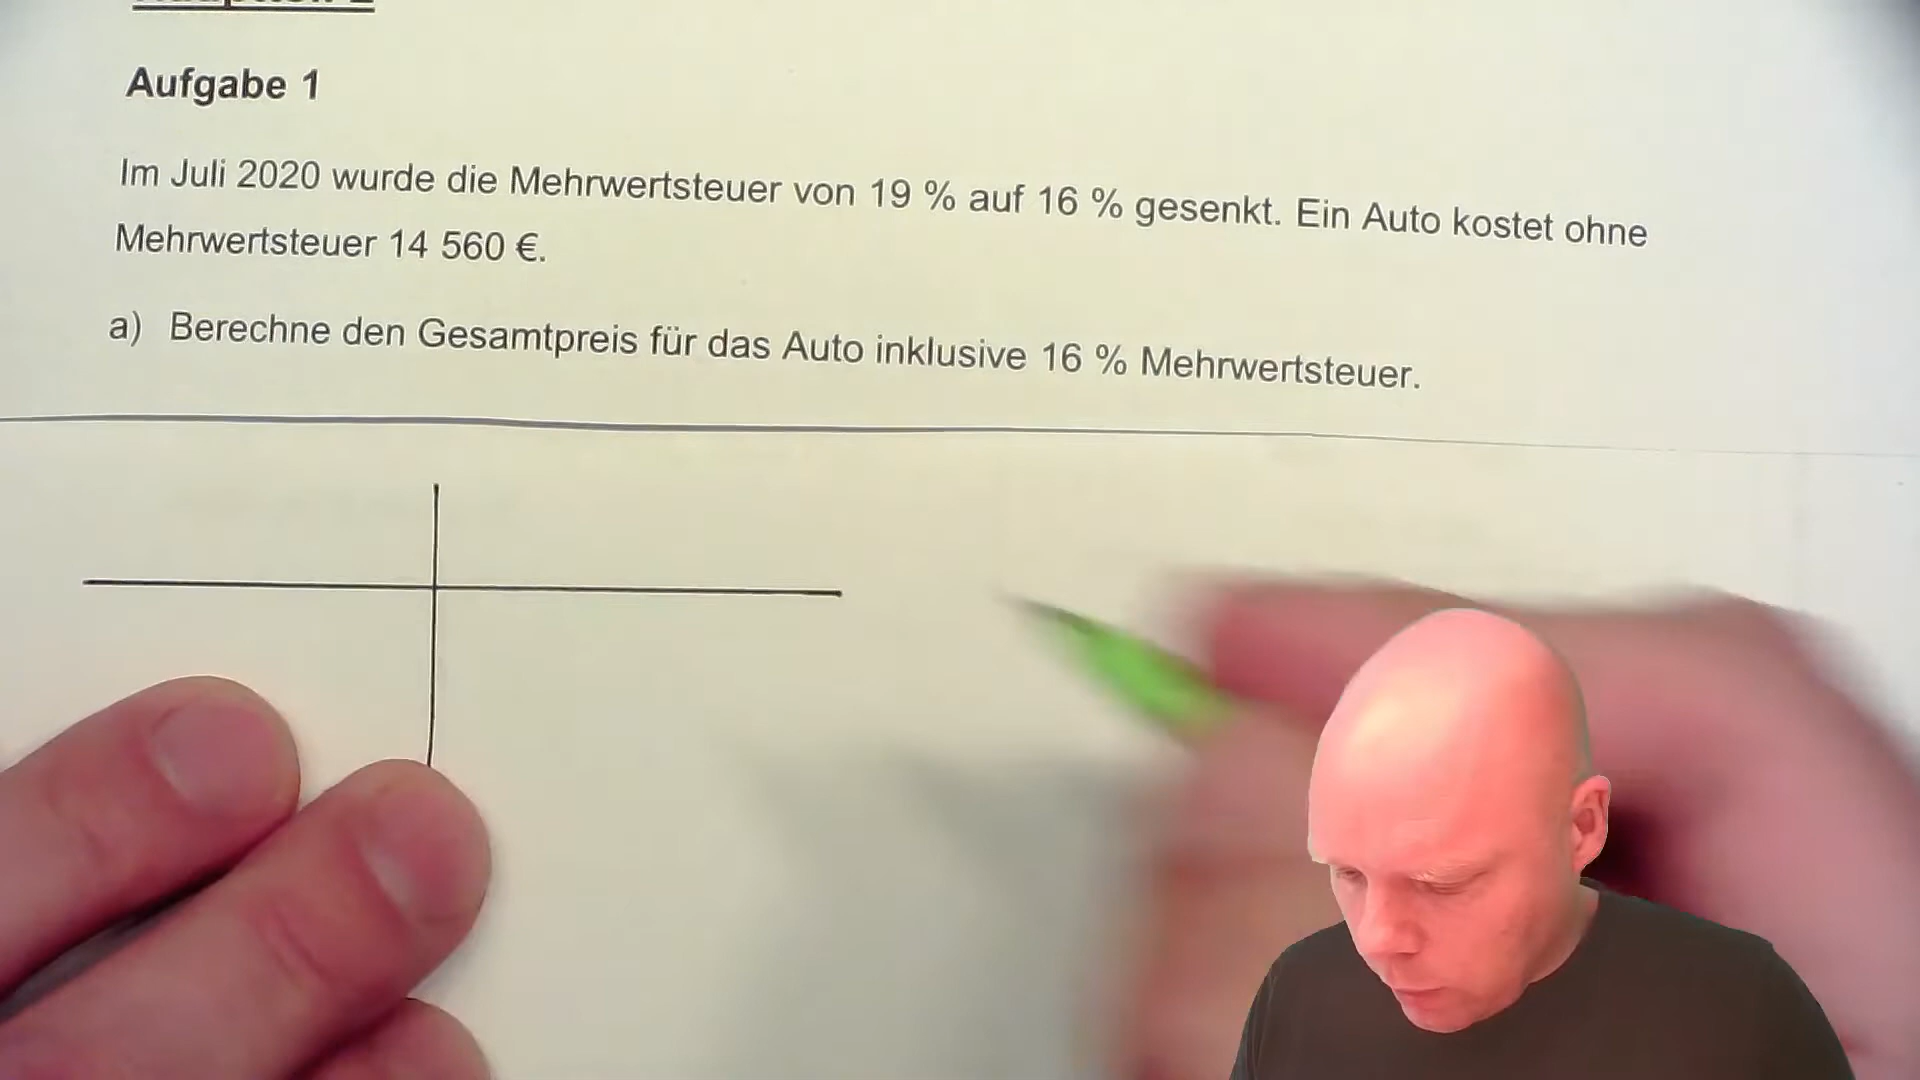 Aufgabe 1
Im Juli 2020 wurde die Mehrwertsteuer von 19 % auf 16 % gesenkt. Ein Auto kostet ohne
Mehrwertsteuer 14 560 €.
a) Berechne den Gesamtpreis für das Auto inklusive 16 % Mehrwertsteuer.